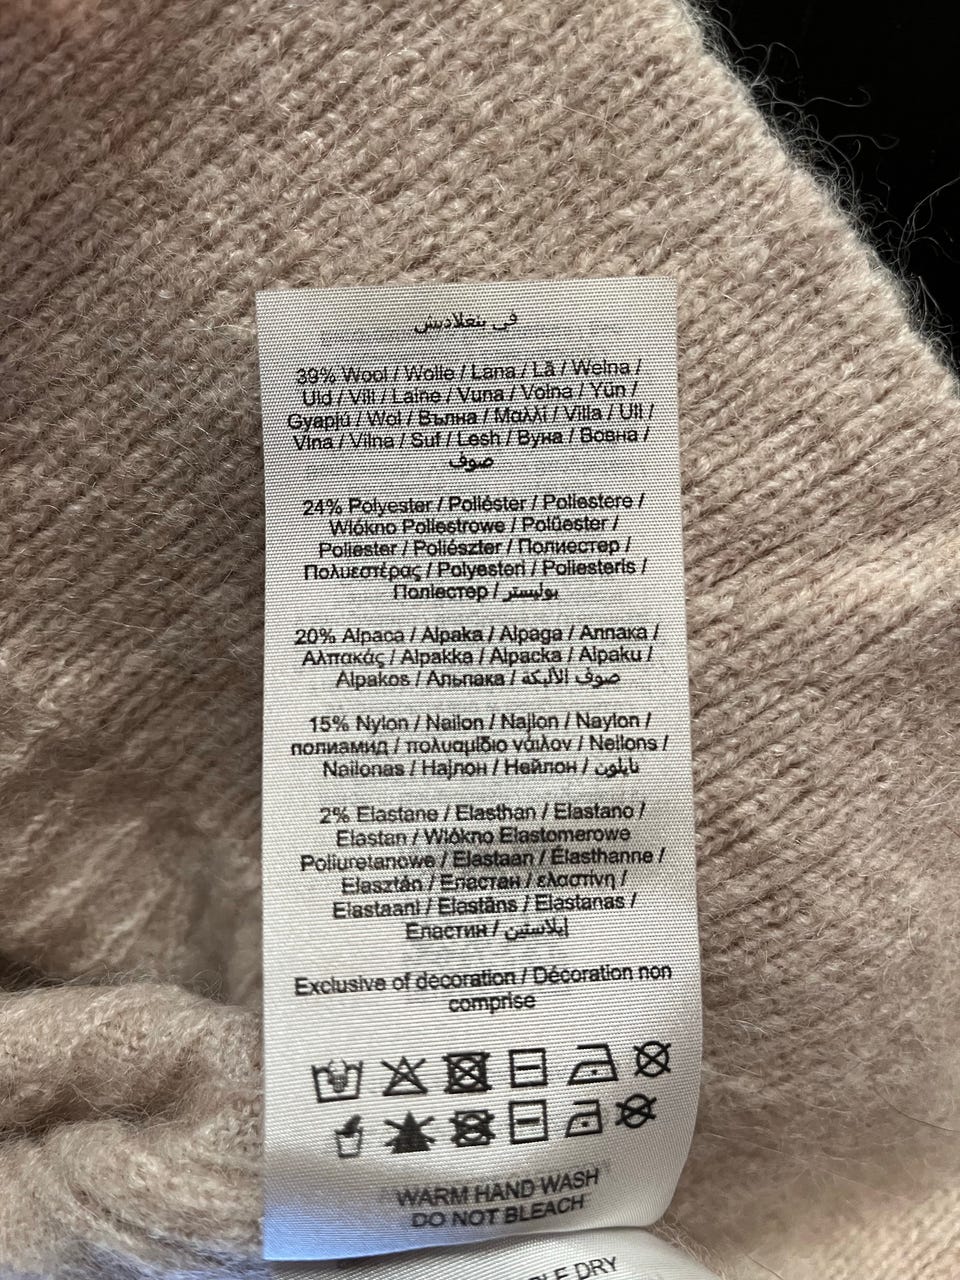 في بنغلاديش
39% Wool / Wolle / Lana / Lã / Wełna /
Uld / Villi / Laine / Vuna / Volna / Yün /
Gyapjú / Wol / Вълна / Μαλλί / Villa / Ull /
Vlna / Vilna / Suf / Lesh / Вуна / Вовна /
صوف
24% Polyester / Poliéster / Poliestere /
Włókno Poliestrowe / Polüester /
Poliester / Poliészter / Полиестер /
Πολυεστέρας / Polyesteri / Poliesteris /
Поліестер / بوليستر
20% Alpaca / Alpaka / Alpaga / Алпака /
Αλπακάς / Alpakka / Alpacka / Alpaku /
Alpakos / Альпака / صوف الألبكة
15% Nylon / Nailon / Najlon / Naylon /
полиамид / πολυαμίδιο νάιλον / Neilons /
Nailonas / Најлон / Нейлон / نايلون
2% Elastane / Elasthan / Elastano /
Elastan / Włókno Elastomerowe
Poliuretanowe / Elastaan / Élasthanne /
Elasztán / Еластан / ελαστίνη /
Elastaani / Elastāns / Elastanas /
Еластин / إيلاستين
Exclusive of decoration / Décoration non
comprise
WARM HAND WASH
DO NOT BLEACH
DRY